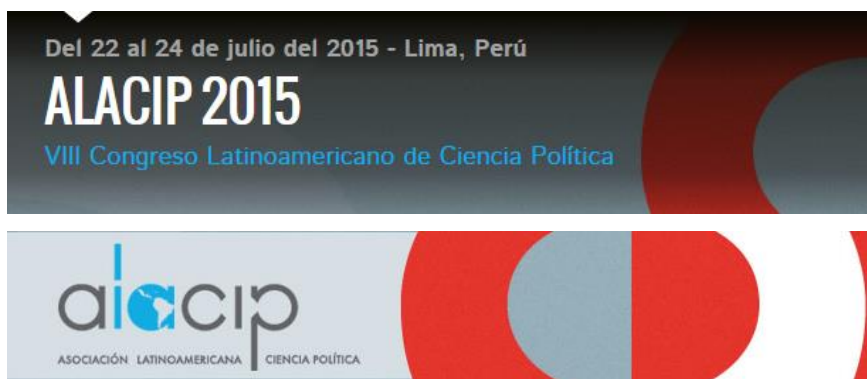 Del 22 al 24 de julio del 2015 - Lima, Perú
ALACIP 2015
VIII Congreso Latinoamericano de Ciencia Política
alacip
ASOCIACIÓN LATINOAMERICANA CIENCIA POLÍTICA